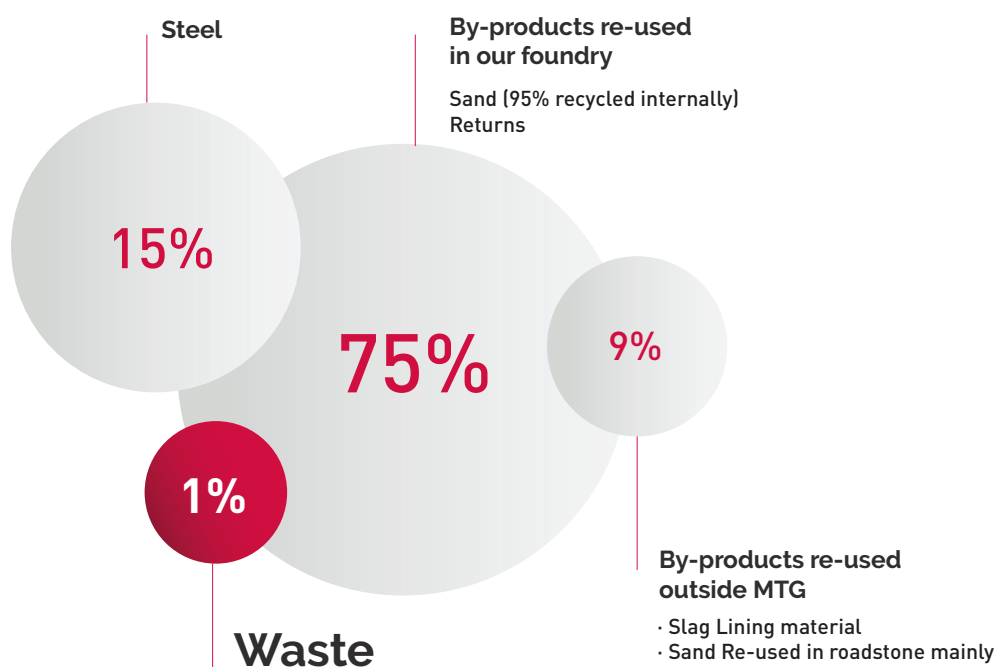 Steel
By-products re-used
in our foundry
Sand (95% recycled internally)
Returns
15%
75%
9%
1%
By-products re-used
outside MTG
· Slag Lining material
· Sand Re-used in roadstone mainly
Waste